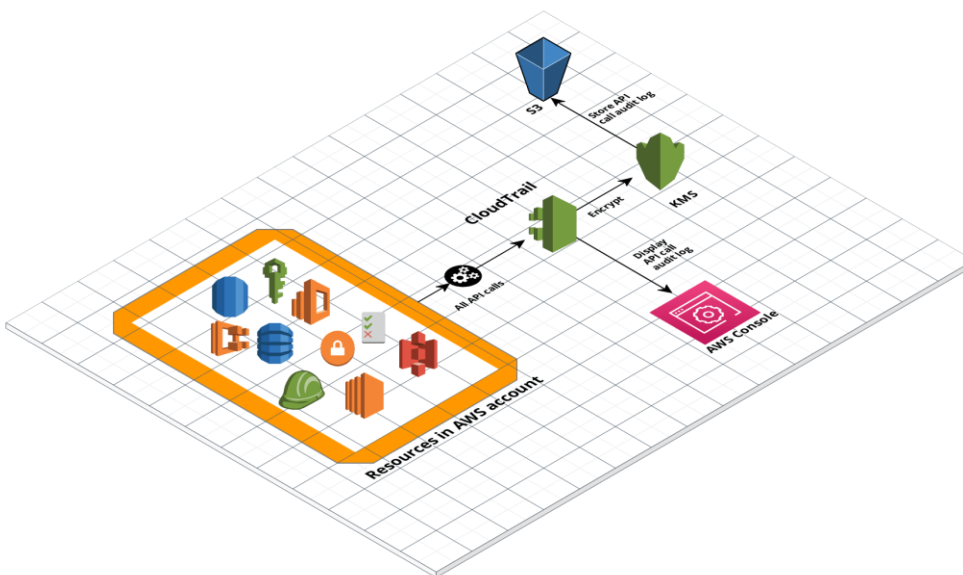 S3
Store API
call audit log
KMS
CloudTrail
Encrypt
Display
API call
audit log
All API calls
AWS Console
Resources in AWS account